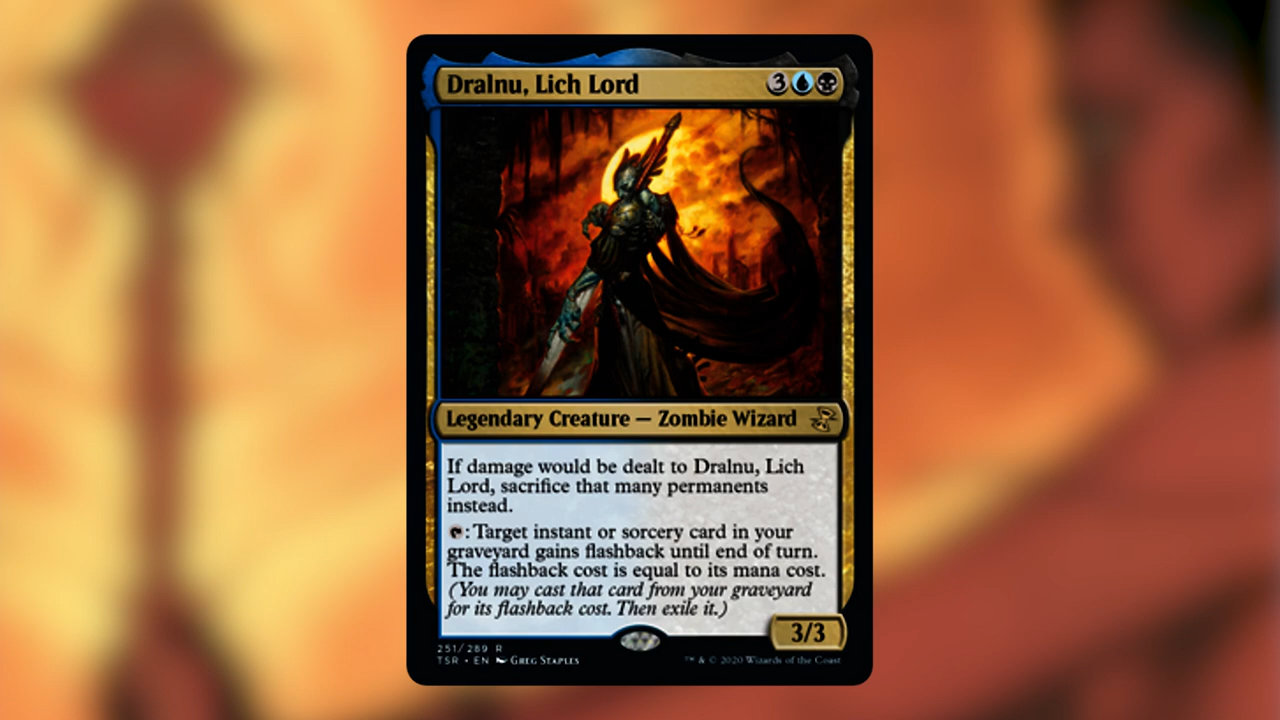 Dralnu, Lich Lord 3
Legendary Creature — Zombie Wizard
If damage would be dealt to Dralnu, Lich
Lord, sacrifice that many permanents
instead.
: Target instant or sorcery card in your
graveyard gains flashback until end of turn.
The flashback cost is equal to its mana cost.
(You may cast that card from your graveyard
for its flashback cost. Then exile it.)
3/3
251/289 R
TSR • EN Greg Staples ™ & © 2020 Wizards of the Coast